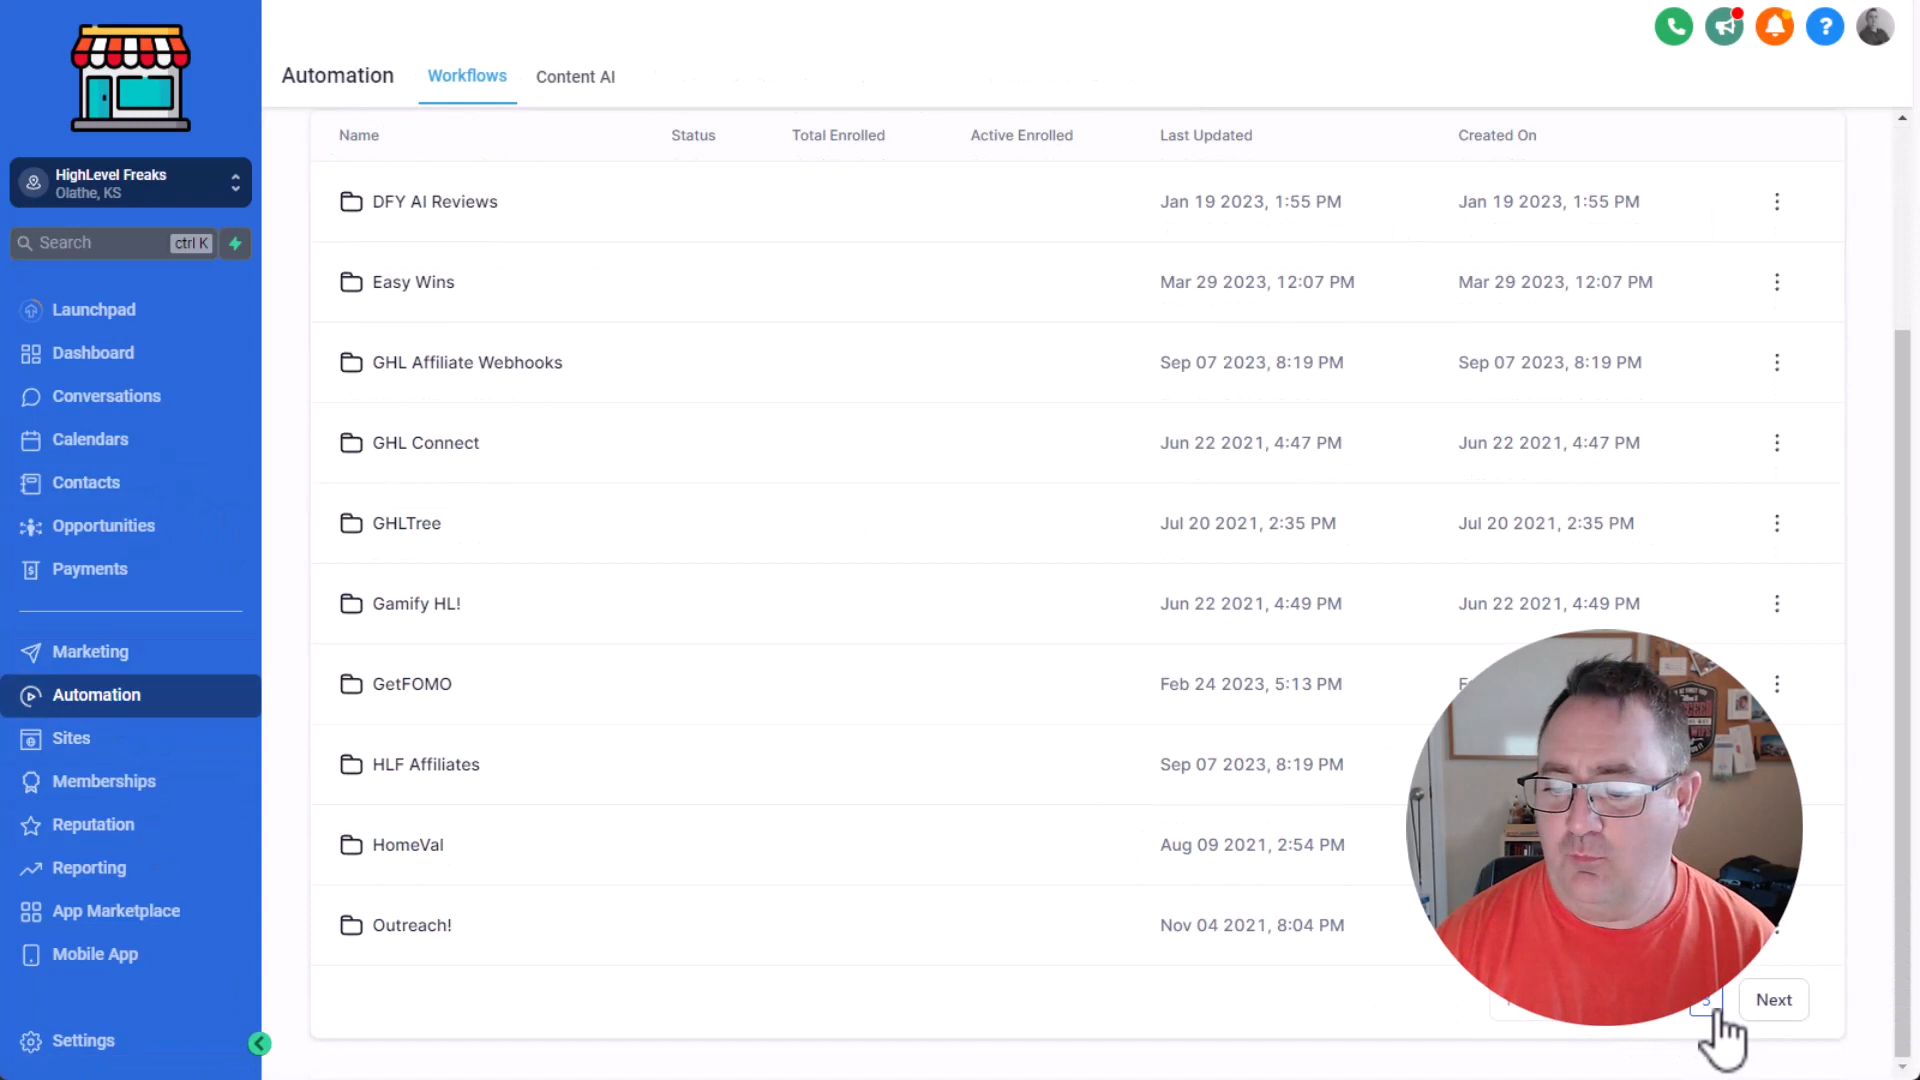 Automation
Workflows
Content AI
HighLevel Freaks
Olathe, KS
Search
ctrl K
Launchpad
Dashboard
Conversations
Calendars
Contacts
Opportunities
Payments
Marketing
Automation
Sites
Memberships
Reputation
Reporting
App Marketplace
Mobile App
Settings
Name Status Total Enrolled Active Enrolled Last Updated Created On
DFY AI Reviews Jan 19 2023, 1:55 PM Jan 19 2023, 1:55 PM
Easy Wins Mar 29 2023, 12:07 PM Mar 29 2023, 12:07 PM
GHL Affiliate Webhooks Sep 07 2023, 8:19 PM Sep 07 2023, 8:19 PM
GHL Connect Jun 22 2021, 4:47 PM Jun 22 2021, 4:47 PM
GHLTree Jul 20 2021, 2:35 PM Jul 20 2021, 2:35 PM
Gamify HL! Jun 22 2021, 4:49 PM Jun 22 2021, 4:49 PM
GetFOMO Feb 24 2023, 5:13 PM
HLF Affiliates Sep 07 2023, 8:19 PM
HomeVal Aug 09 2021, 2:54 PM
Outreach! Nov 04 2021, 8:04 PM
Next